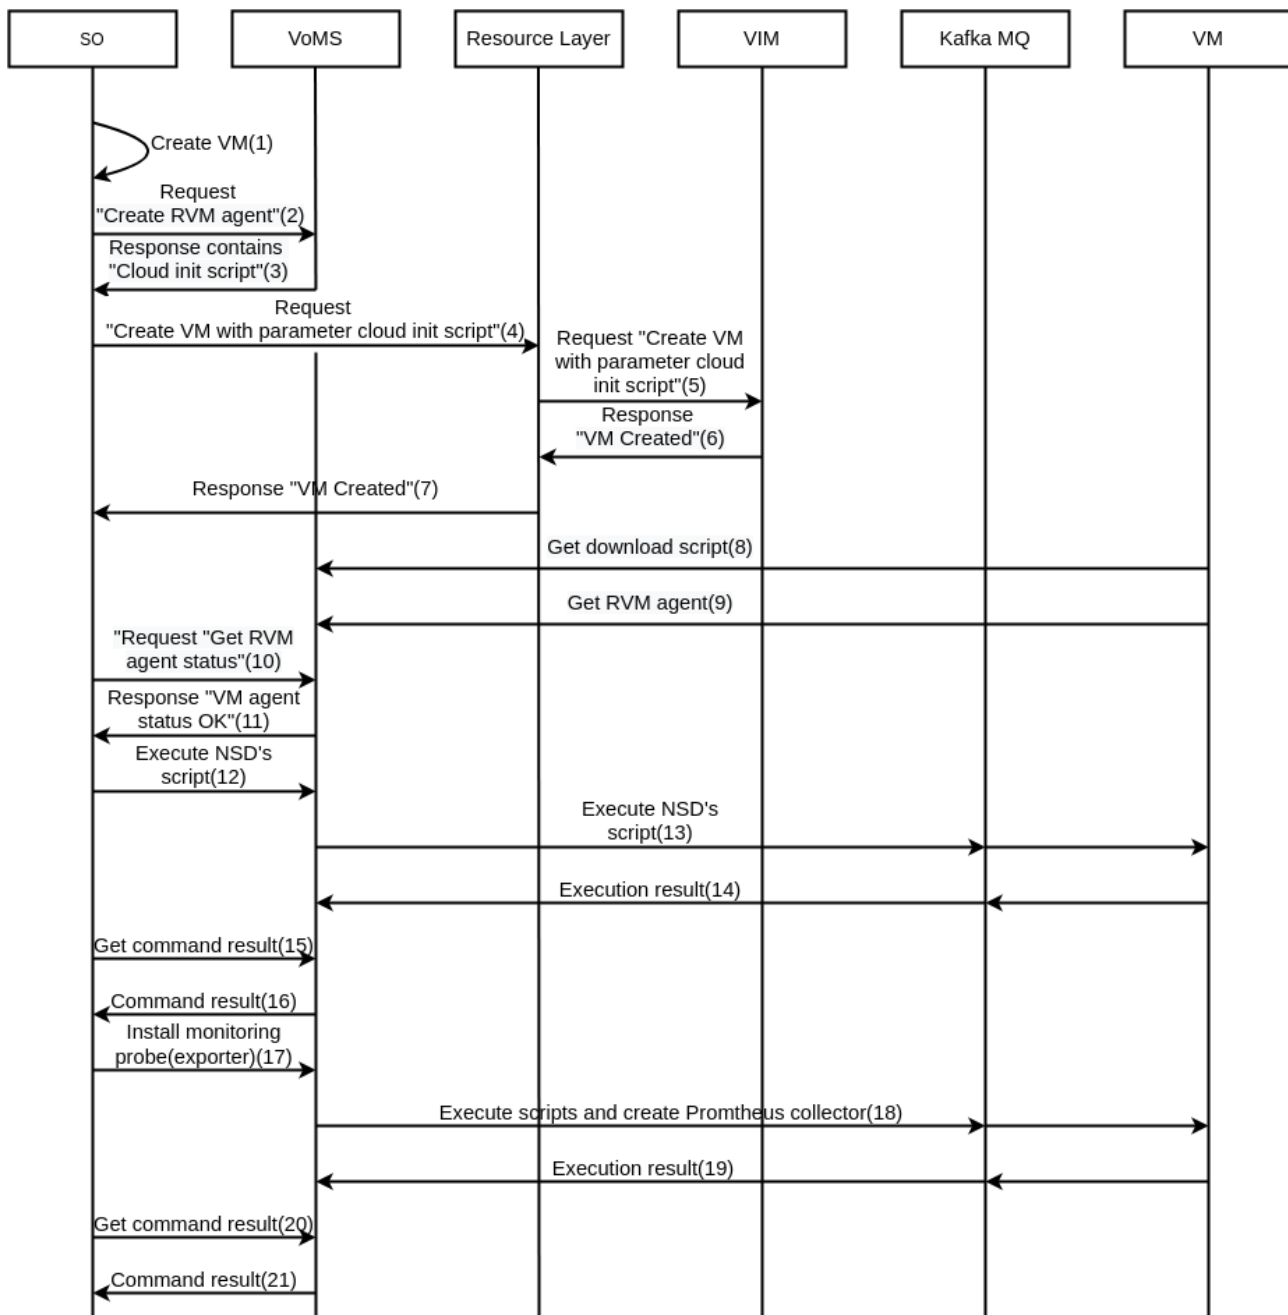 SO
VoMS
Resource Layer
VIM
Kafka MQ
VM
Create VM(1)
Request
"Create RVM agent"(2)
Response contains
"Cloud init script"(3)
Request
"Create VM with parameter cloud init script"(4)
Request "Create VM
with parameter cloud
init script"(5)
Response
"VM Created"(6)
Response "VM Created"(7)
Get download script(8)
Get RVM agent(9)
"Request "Get RVM
agent status"(10)
Response "VM agent
status OK"(11)
Execute NSD's
script(12)
Execute NSD's
script(13)
Execution result(14)
Get command result(15)
Command result(16)
Install monitoring
probe(exporter)(17)
Execute scripts and create Promtheus collector(18)
Execution result(19)
Get command result(20)
Command result(21)